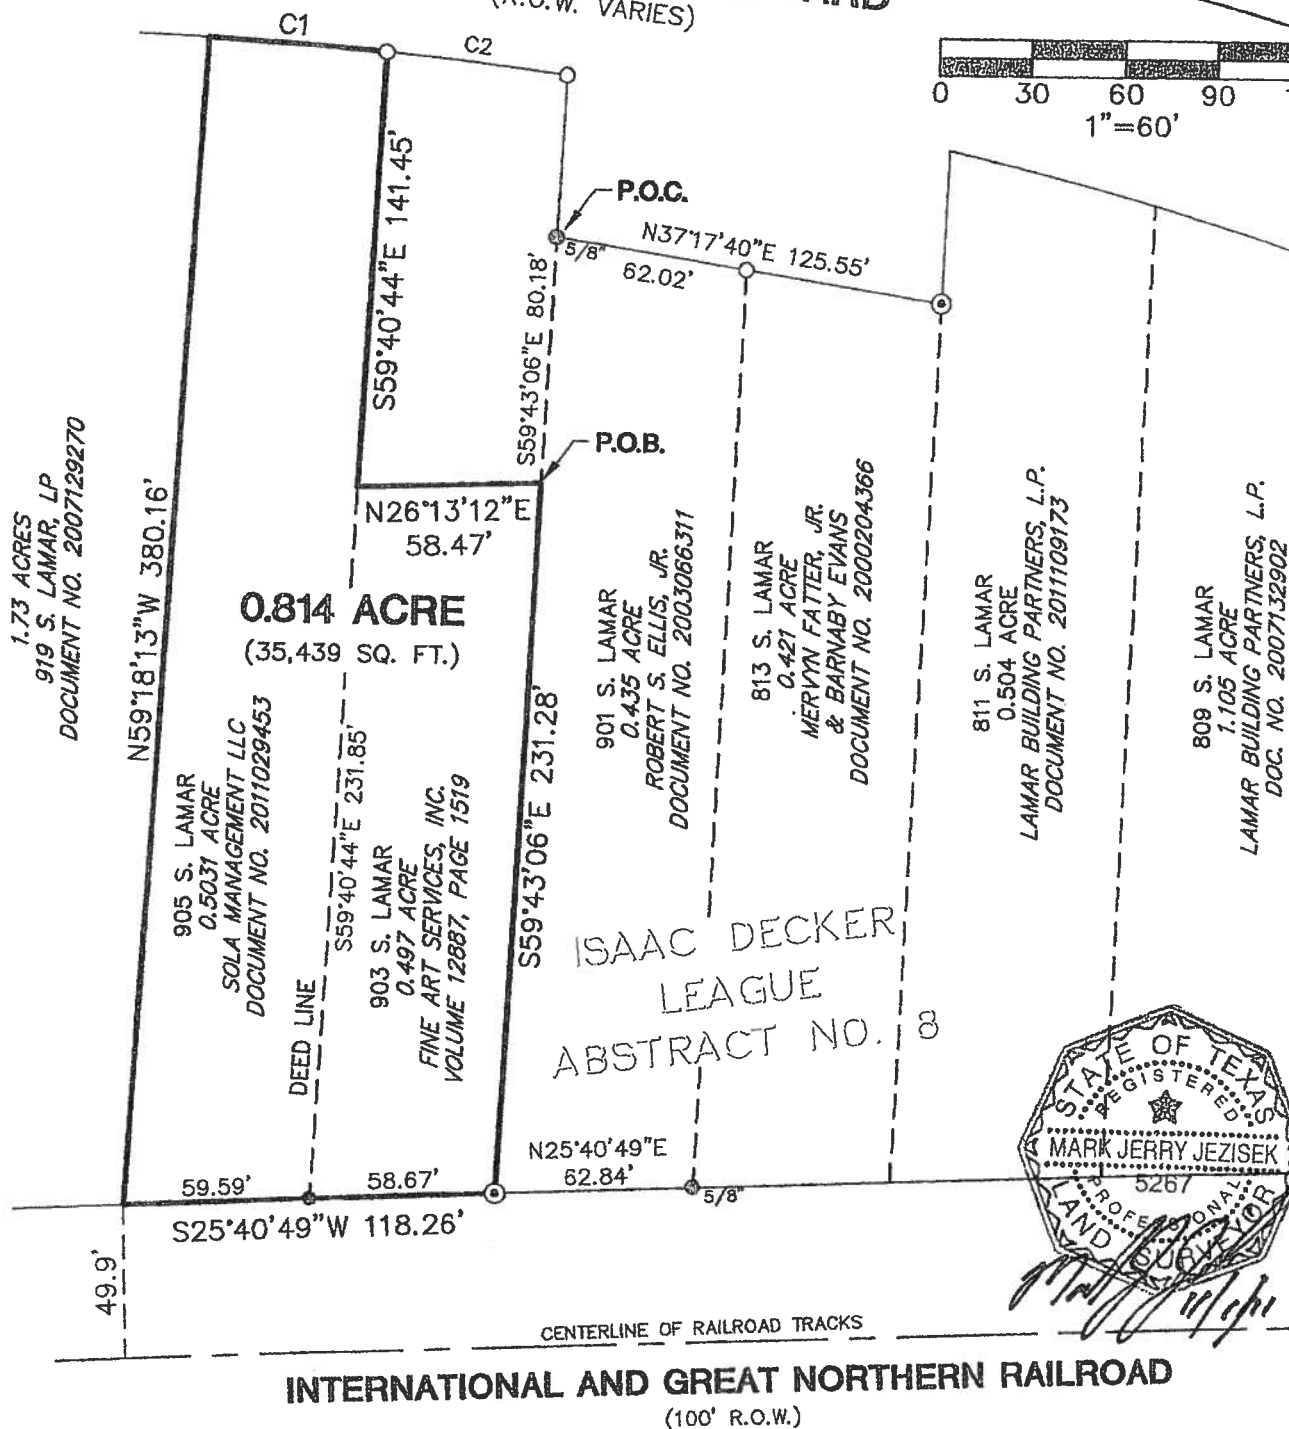 (R.O.W. VARIES)
C1
C2
0 30 60 90
1"=60'
P.O.C.
5/8"
N37°17'40"E 125.55'
62.02'
S59°40'44"E 141.45'
S59°43'06"E 80.18'
P.O.B.
N26°13'12"E
58.47'
N59°18'13"W 380.16'
1.73 ACRES
919 S. LAMAR, LP
DOCUMENT NO. 2007129270
0.814 ACRE
(35,439 SQ. FT.)
905 S. LAMAR
0.5031 ACRE
SOLA MANAGEMENT LLC
DOCUMENT NO. 2011029453
DEED LINE
S59°40'44"E 231.85'
903 S. LAMAR
0.497 ACRE
FINE ART SERVICES, INC.
VOLUME 12887, PAGE 1519
S59°43'06"E 231.28'
901 S. LAMAR
0.435 ACRE
ROBERT S. ELLIS, JR.
DOCUMENT NO. 2003066311
813 S. LAMAR
0.421 ACRE
MERVYN FATTER, JR.
& BARNABY EVANS
DOCUMENT NO. 2000204366
811 S. LAMAR
0.504 ACRE
LAMAR BUILDING PARTNERS, L.P.
DOCUMENT NO. 2011109173
809 S. LAMAR
1.105 ACRE
LAMAR BUILDING PARTNERS, L.P.
DOC. NO. 2007132902
ISAAC DECKER
LEAGUE
ABSTRACT NO. 8
STATE OF TEXAS
REGISTERED
MARK JERRY JEZISEK
5267
PROFESSIONAL
LAND SURVEYOR
59.59'
58.67'
S25°40'49"W 118.26'
N25°40'49"E
62.84'
5/8"
49.9'
CENTERLINE OF RAILROAD TRACKS
INTERNATIONAL AND GREAT NORTHERN RAILROAD
(100' R.O.W.)